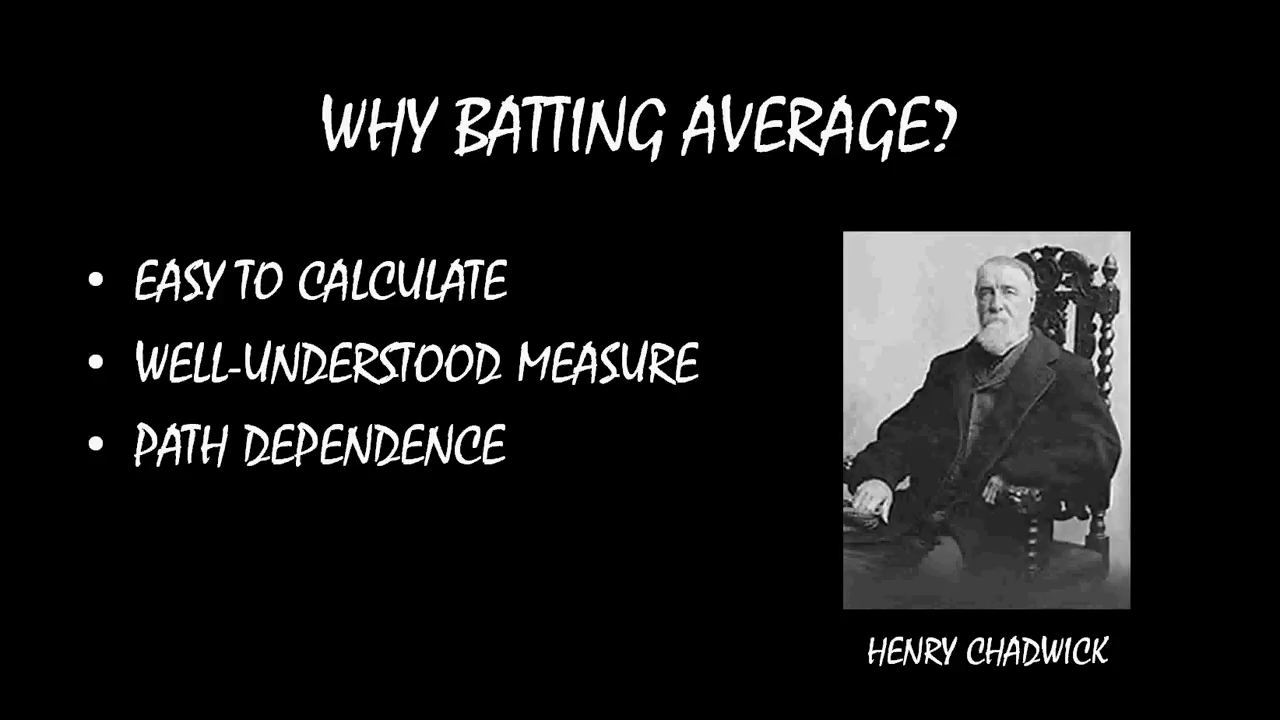 WHY BATTING AVERAGE?
• EASY TO CALCULATE
• WELL-UNDERSTOOD MEASURE
• PATH DEPENDENCE
HENRY CHADWICK